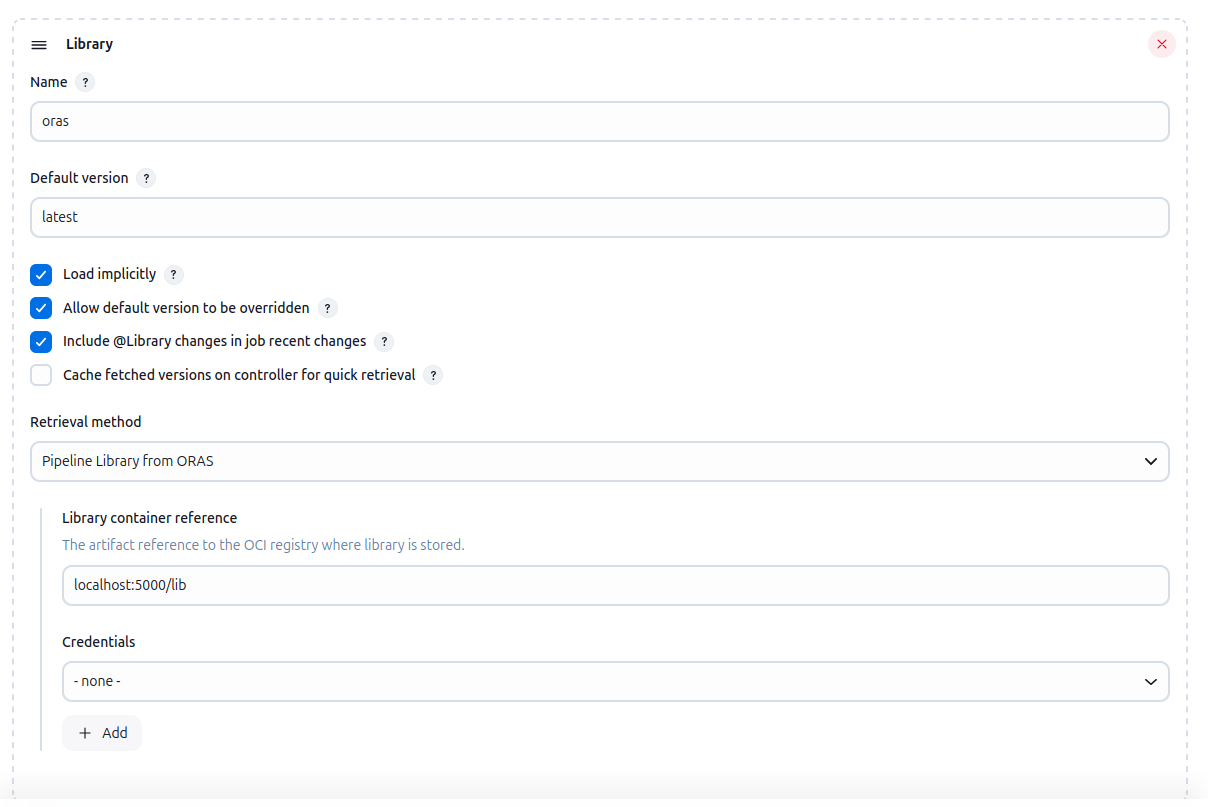 Library
Name ?
oras
Default version ?
latest
Load implicitly ?
Allow default version to be overridden ?
Include @Library changes in job recent changes ?
Cache fetched versions on controller for quick retrieval ?
Retrieval method
Pipeline Library from ORAS
Library container reference
The artifact reference to the OCI registry where library is stored.
localhost:5000/lib
Credentials
- none -
+ Add